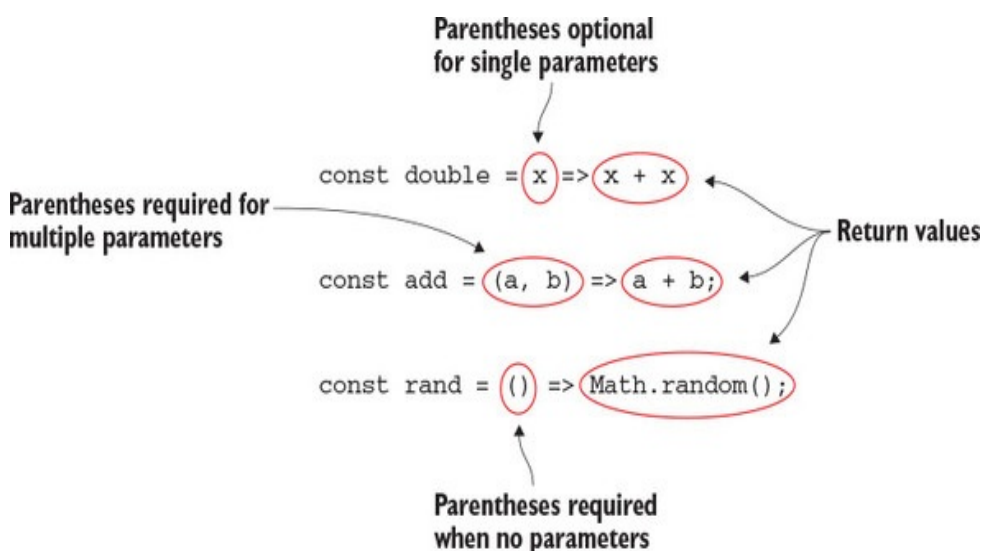 Parentheses optional
for single parameters
const double = x => x + x
Parentheses required for
multiple parameters
Return values
const add = (a, b) => a + b;
const rand = () => Math.random();
Parentheses required
when no parameters